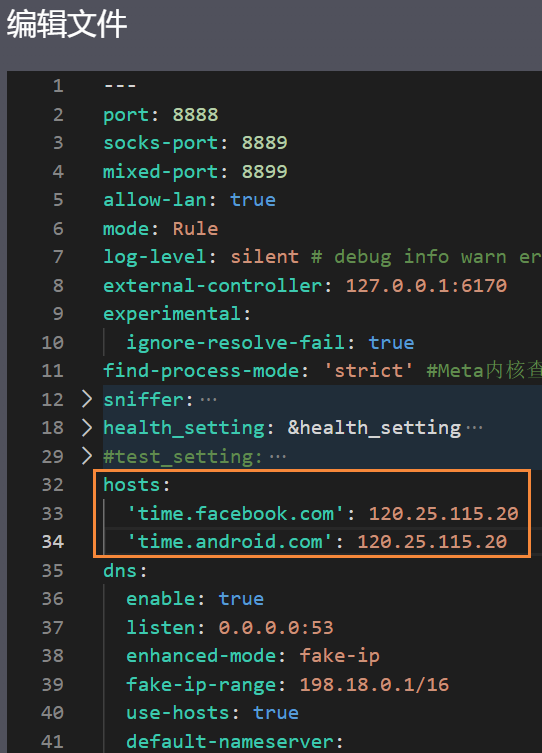 编辑文件
1 ---
2 port: 8888
3 socks-port: 8889
4 mixed-port: 8899
5 allow-lan: true
6 mode: Rule
7 log-level: silent # debug info warn er
8 external-controller: 127.0.0.1:6170
9 experimental:
10 ignore-resolve-fail: true
11 find-process-mode: 'strict' #Meta内核查
12 sniffer:···
18 health_setting: &health_setting···
29 #test_setting:···
32 hosts:
33 'time.facebook.com': 120.25.115.20
34 'time.android.com': 120.25.115.20
35 dns:
36 enable: true
37 listen: 0.0.0.0:53
38 enhanced-mode: fake-ip
39 fake-ip-range: 198.18.0.1/16
40 use-hosts: true
41 default-nameserver: